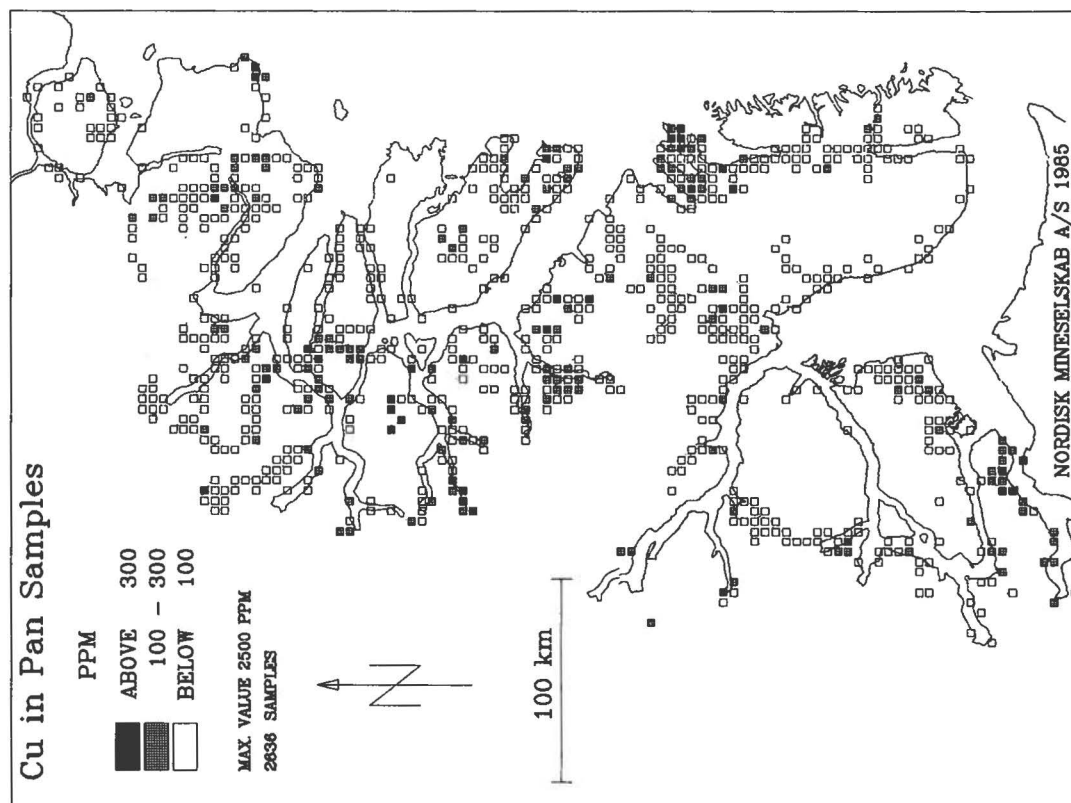 Cu in Pan Samples
PPM
ABOVE 300
100 - 300
BELOW 100
MAX. VALUE 2500 PPM
2636 SAMPLES
N
100 km
NORDISK MINESELSKAB A/S 1985